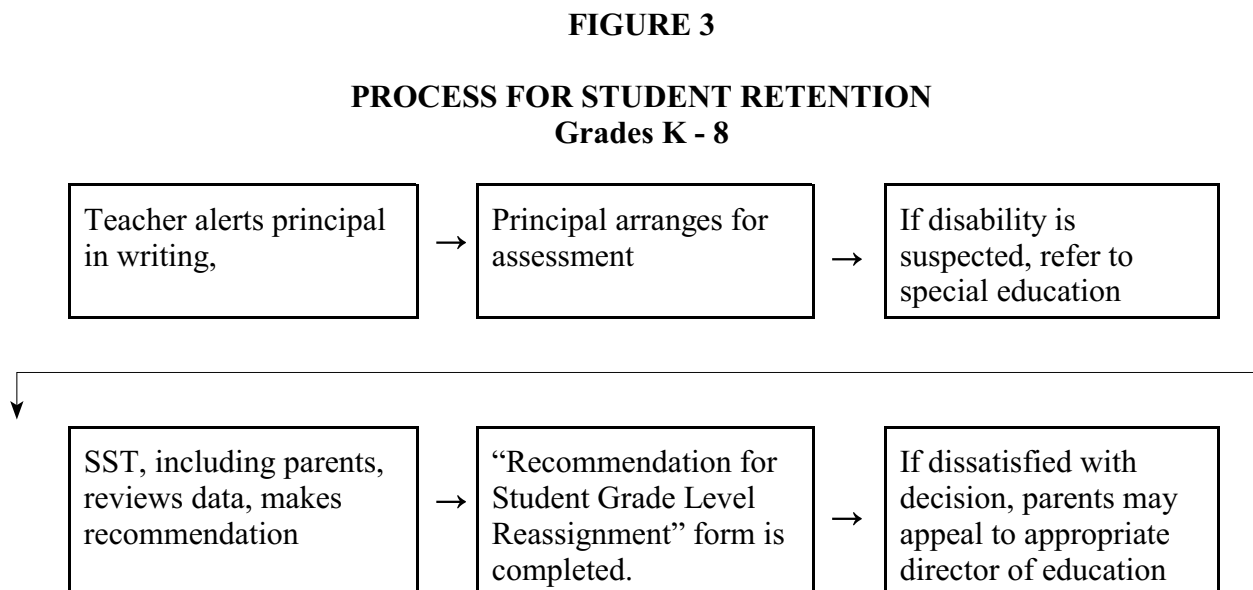 FIGURE 3
PROCESS FOR STUDENT RETENTION
Grades K - 8
Teacher alerts principal
in writing,
→
Principal arranges for
assessment
→
If disability is
suspected, refer to
special education
SST, including parents,
reviews data, makes
recommendation
→
“Recommendation for
Student Grade Level
Reassignment” form is
completed.
→
If dissatisfied with
decision, parents may
appeal to appropriate
director of education